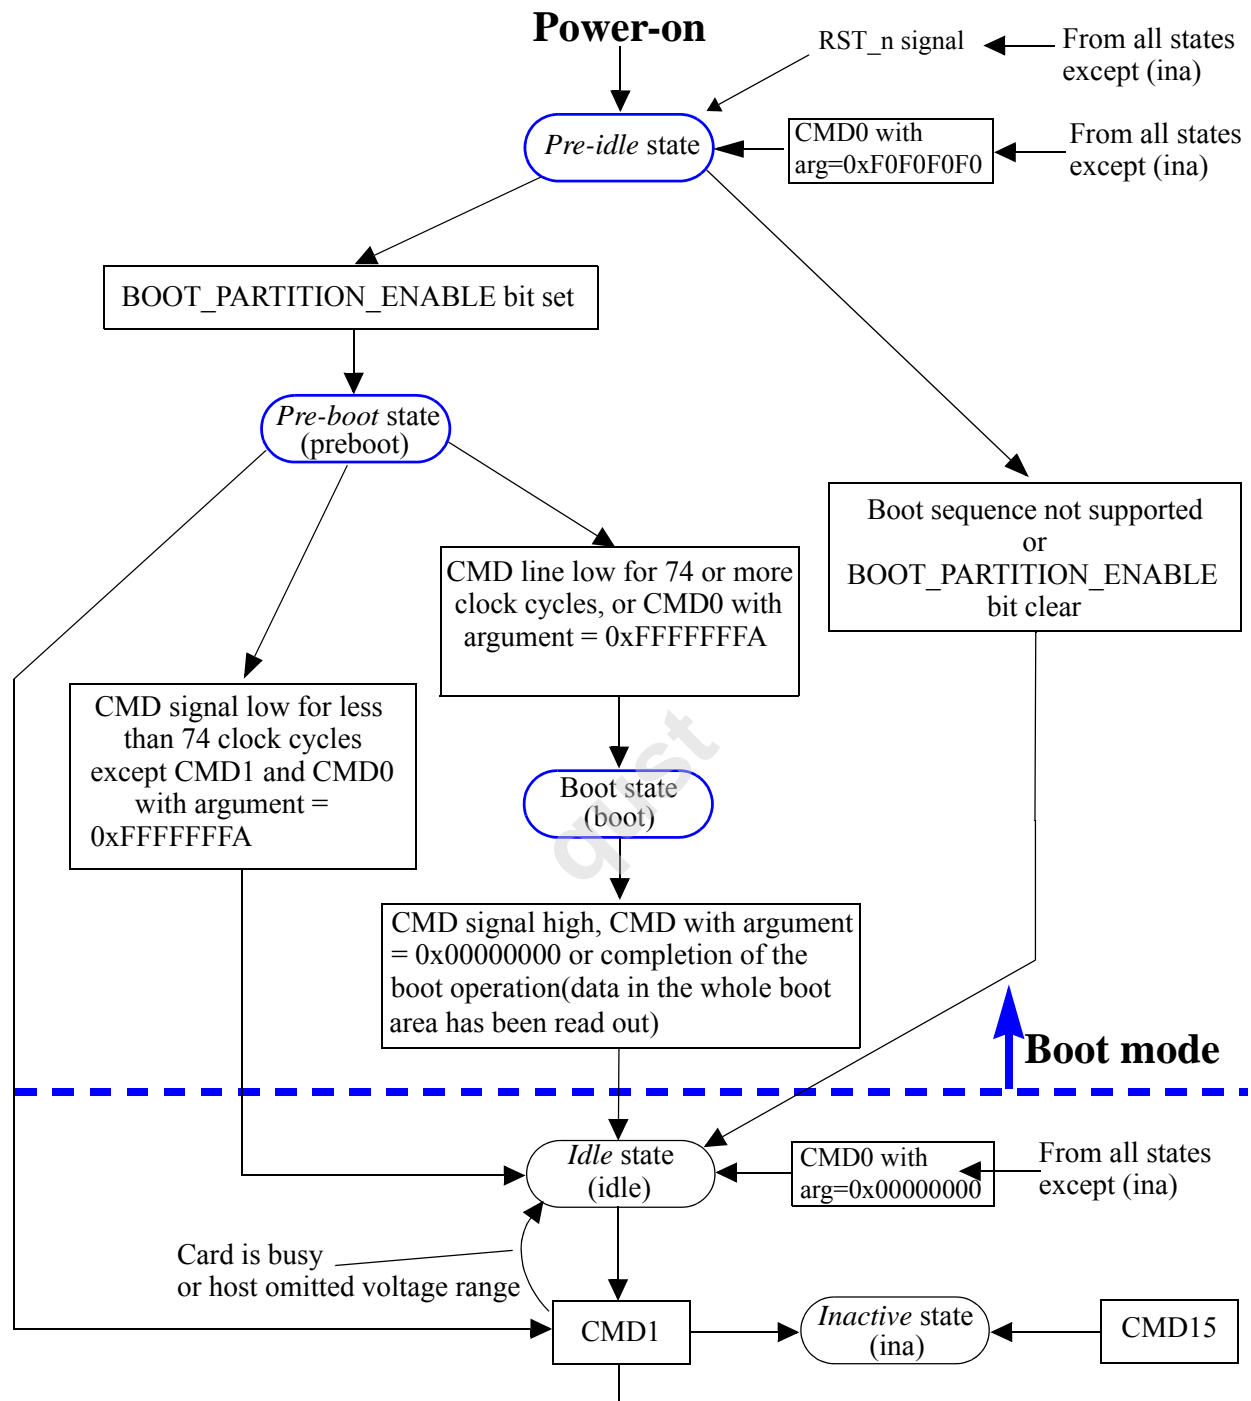 Power-on
RST_n signal
From all states
except (ina)
Pre-idle state
CMD0 with
arg=0xF0F0F0F0
From all states
except (ina)
BOOT_PARTITION_ENABLE bit set
Pre-boot state
(preboot)
Boot sequence not supported
or
BOOT_PARTITION_ENABLE
bit clear
CMD line low for 74 or more
clock cycles, or CMD0 with
argument = 0xFFFFFFFA
CMD signal low for less
than 74 clock cycles
except CMD1 and CMD0
with argument =
0xFFFFFFFA
Boot state
(boot)
qust
CMD signal high, CMD with argument
= 0x00000000 or completion of the
boot operation(data in the whole boot
area has been read out)
Boot mode
Idle state
(idle)
CMD0 with
arg=0x00000000
From all states
except (ina)
Card is busy
or host omitted voltage range
CMD1
Inactive state
(ina)
CMD15